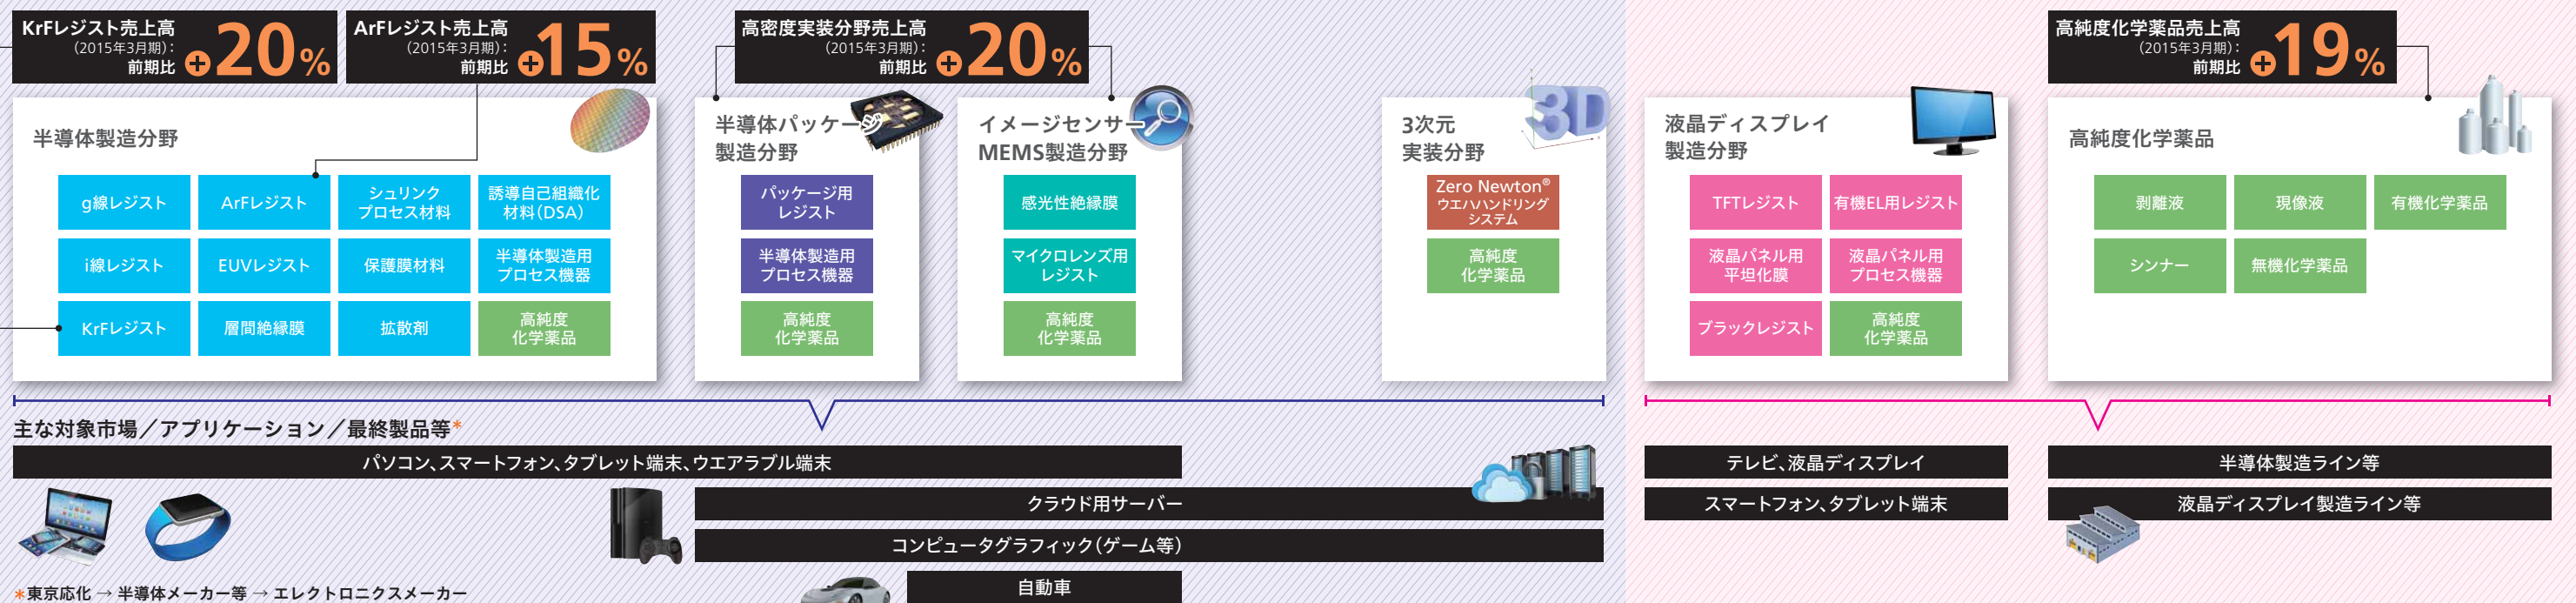 KrFレジスト売上高
（2015年3月期）：
前期比 +20%
ArFレジスト売上高
（2015年3月期）：
前期比 +15%
高密度実装分野売上高
（2015年3月期）：
前期比 +20%
高純度化学薬品売上高
（2015年3月期）：
前期比 +19%
半導体製造分野
g線レジスト
ArFレジスト
シュリンク
プロセス材料
誘導自己組織化
材料（DSA）
i線レジスト
EUVレジスト
保護膜材料
半導体製造用
プロセス機器
KrFレジスト
層間絶縁膜
拡散剤
高純度
化学薬品
半導体パッケージ
製造分野
パッケージ用
レジスト
半導体製造用
プロセス機器
高純度
化学薬品
イメージセンサー
MEMS製造分野
感光性絶縁膜
マイクロレンズ用
レジスト
高純度
化学薬品
3次元
実装分野
3D
Zero Newton®
ウエハハンドリング
システム
高純度
化学薬品
液晶ディスプレイ
製造分野
TFTレジスト
有機EL用レジスト
液晶パネル用
平坦化膜
液晶パネル用
プロセス機器
ブラックレジスト
高純度
化学薬品
高純度化学薬品
剥離液
現像液
有機化学薬品
シンナー
無機化学薬品
主な対象市場／アプリケーション／最終製品等*
パソコン、スマートフォン、タブレット端末、ウエアラブル端末
クラウド用サーバー
コンピュータグラフィック（ゲーム等）
自動車
テレビ、液晶ディスプレイ
スマートフォン、タブレット端末
半導体製造ライン等
液晶ディスプレイ製造ライン等
*東京応化 → 半導体メーカー等 → エレクトロニクスメーカー